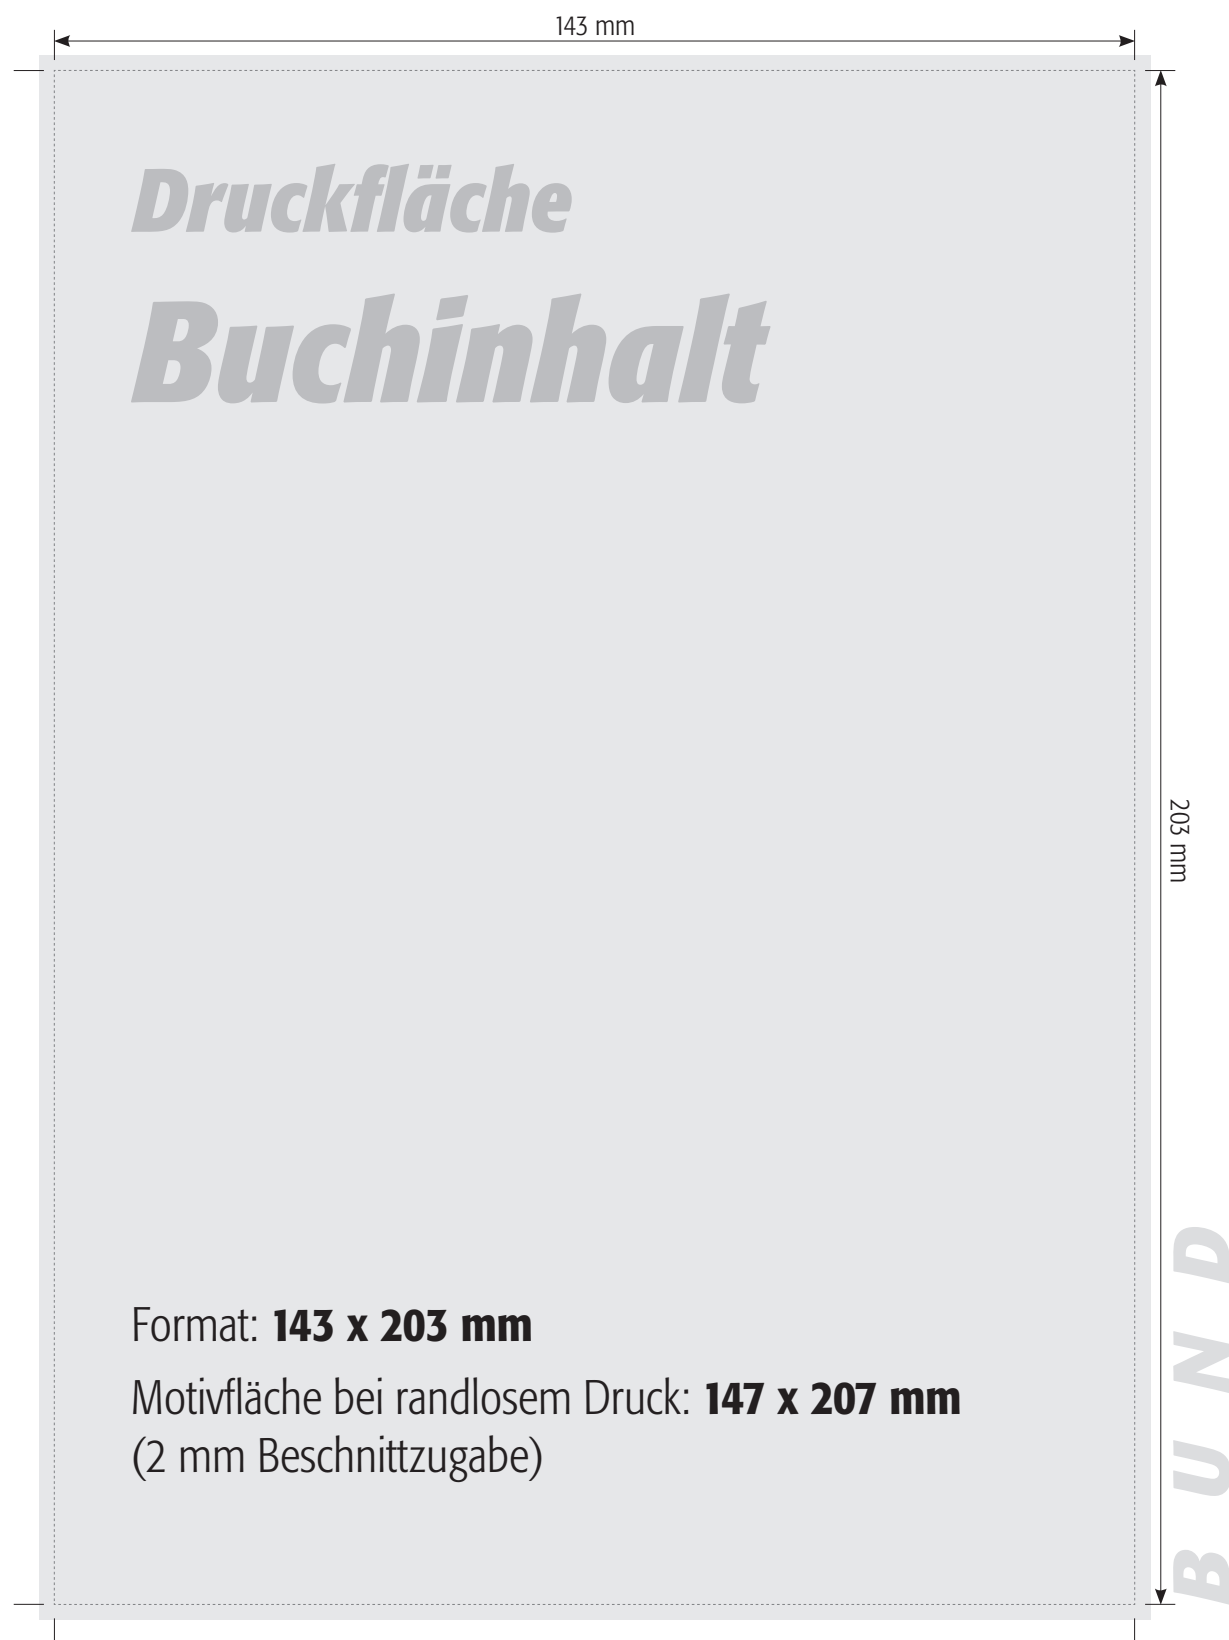 143 mm
Druckfläche
Buchinhalt
203 mm
Format: 143 x 203 mm
Motivfläche bei randlosem Druck: 147 x 207 mm
(2 mm Beschnittzugabe)
BUND